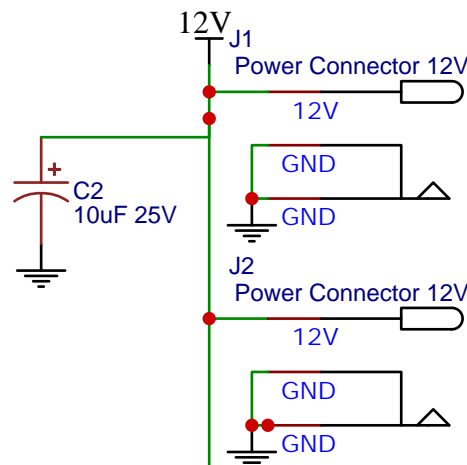 12V
J1
Power Connector 12V
12V
GND
GND
+
C2
10uF 25V
J2
Power Connector 12V
12V
GND
GND